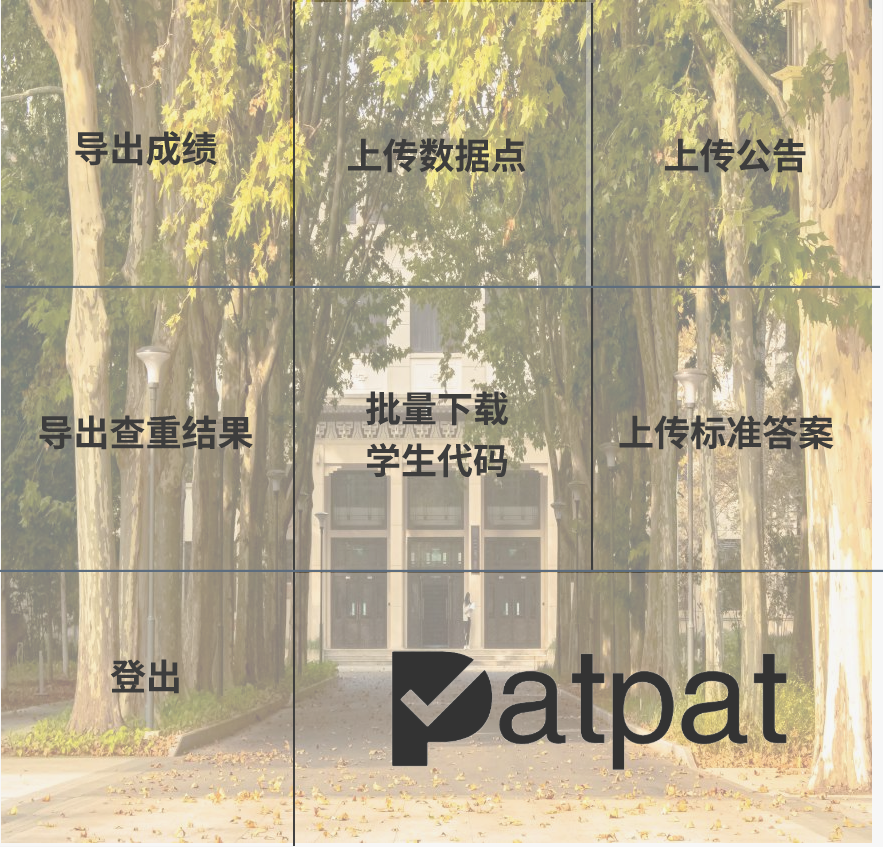 导出成绩
上传数据点
上传公告
导出查重结果
批量下载
学生代码
上传标准答案
登出
Patpat